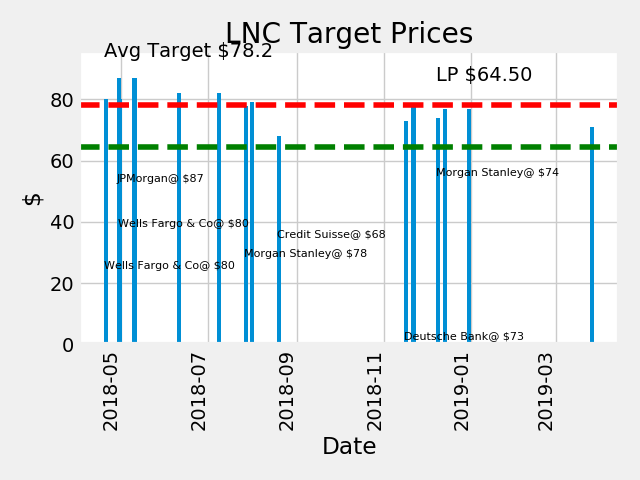 LNC Target Prices
Avg Target $78.2
LP $64.50
80
60
40
20
0
$
JPMorgan@ $87
Morgan Stanley@ $74
Wells Fargo & Co@ $80
Credit Suisse@ $68
Morgan Stanley@ $78
Wells Fargo & Co@ $80
Deutsche Bank@ $73
2018-05
2018-07
2018-09
2018-11
2019-01
2019-03
Date